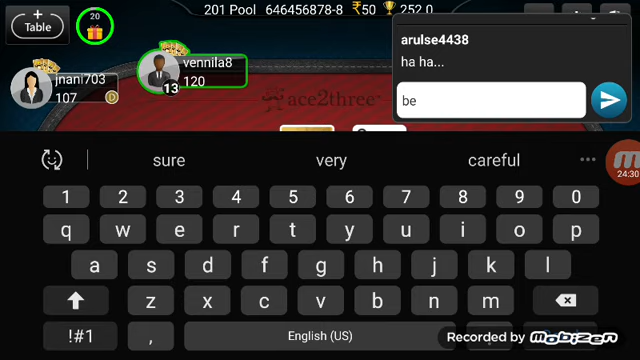 + Table
20
201 Pool 646456878-8 ₹50 252.0
arulse4438
ha ha...
be
jnani703
107
D
vennila8
120
13
ace2three
sure very careful ...
24:30
1 2 3 4 5 6 7 8 9 0
q w e r t y u i o p
a s d f g h j k l
z x c v b n m
!#1 , English (US)
Recorded by Mobizen